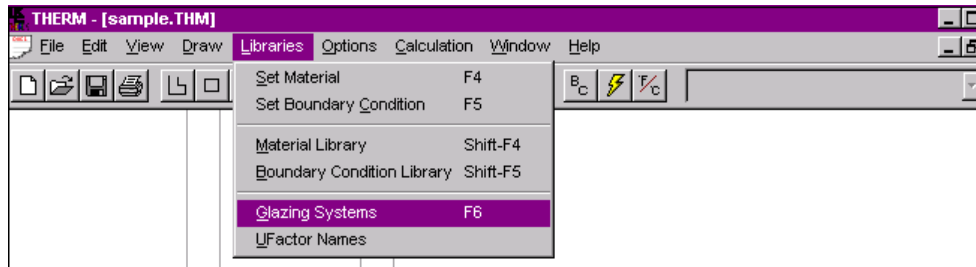 THERM - [sample.THM]
File Edit View Draw Libraries Options Calculation Window Help
Set Material F4
Set Boundary Condition F5
Material Library Shift-F4
Boundary Condition Library Shift-F5
Glazing Systems F6
UFactor Names
BC °F/°C